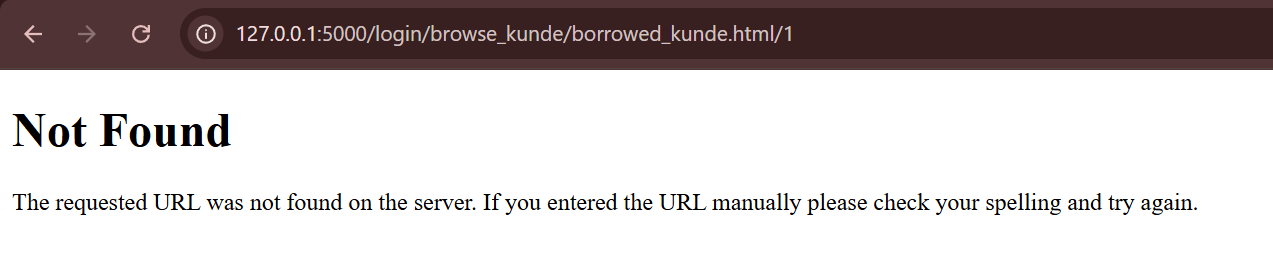 127.0.0.1:5000/login/browse_kunde/borrowed_kunde.html/1
Not Found
The requested URL was not found on the server. If you entered the URL manually please check your spelling and try again.